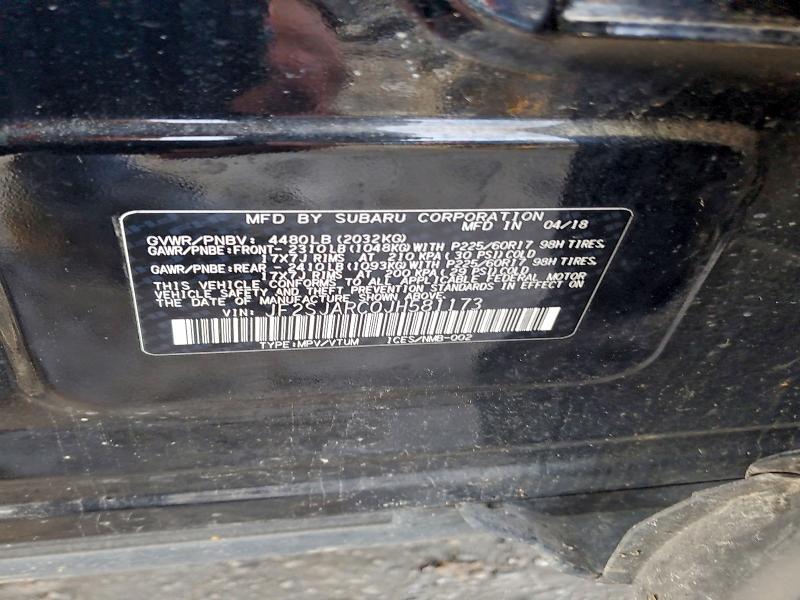 MFD BY SUBARU CORPORATION
MFD IN 04/18
GVWR/PNBV: 4480LB (2032KG)
GAWR/PNBE:FRONT- 2310LB (1048KG) WITH P225/60R17 98H TIRES,
17X7J RIMS AT 210 KPA (30 PSI) COLD
GAWR/PNBE:REAR - 2410LB (1093KG) WITH P225/60R17 98H TIRES,
17X7J RIMS AT 200 KPA (29 PSI) COLD
THIS VEHICLE CONFORMS TO ALL APPLICABLE FEDERAL MOTOR
VEHICLE SAFETY AND THEFT PREVENTION STANDARDS IN EFFECT ON
THE DATE OF MANUFACTURE SHOWN ABOVE.
VIN: JF2SJARC0JH581173
TYPE:MPV/VTUM ICES/NMB-002